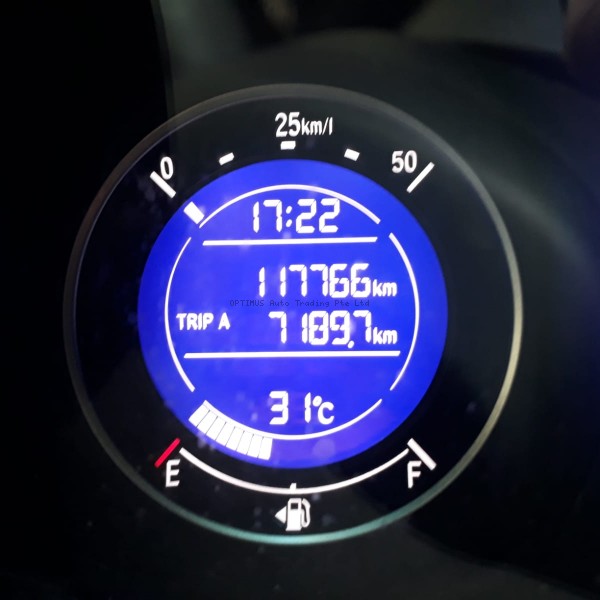 25km/l
0
50
17:22
117766km
OPTIMUS Auto Trading Pte Ltd
TRIP A 7189.7km
31°C
E
F